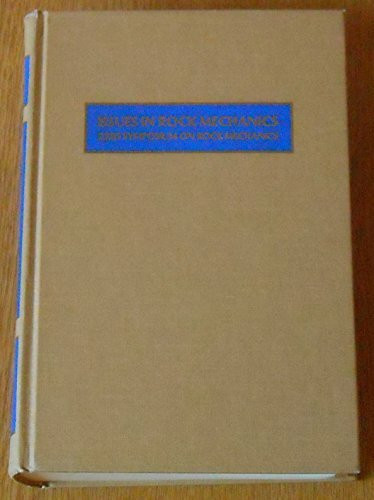 ISSUES IN ROCK MECHANICS
23RD SYMPOSIUM ON ROCK MECHANICS